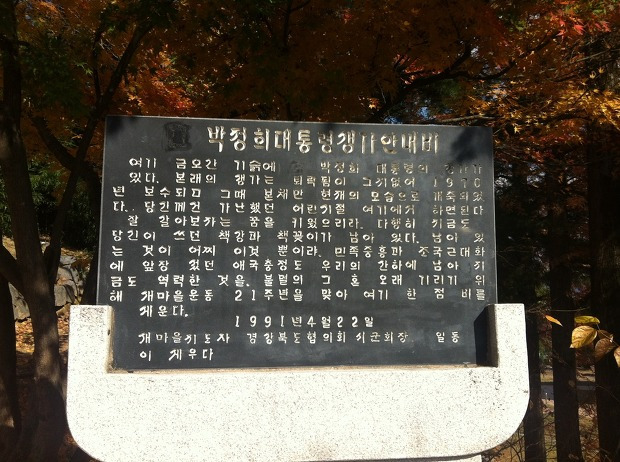 박정희대통령생가안내비
여기 금오간 기슭에 박정희 대통령의 생가가
있다. 본래의 생가는 퇴락됨이 그지없어 1970
년 보수되고 그때 본체만 현재의 모습으로 개축되었
다. 당긴께건 가난했던 어린시절 여기에서 하면된다
잘 살아보자는 꿈을 키웠으리라. 다행히 지금도
당긴이 쓰던 책상과 책꽂이가 남아 있다. 남아 있
는 것이 어찌 이것 뿐이랴. 민족중흥과 조국근대화
에 앞장 섰던 애국충정도 우리의 간하에 남아 지
금도 역력한 것을. 불멸의 그 혼 오래 기리기 위
해 새마을운동 21주변을 맞아 여기 한 점 비를
세운다.
1991년4월22일
새마을지도자 경상북도협의회 시군회장 일동
이 세우다